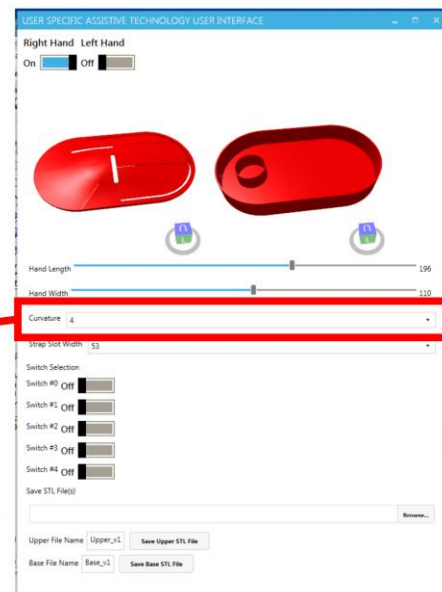 USER SPECIFIC ASSISTIVE TECHNOLOGY USER INTERFACE
Right Hand Left Hand
On Off
Hand Length 196
Hand Width 110
Curvature 4
Strap Slot Width 53
Switch Selection
Switch #0 Off
Switch #1 Off
Switch #2 Off
Switch #3 Off
Switch #4 Off
Save STL File(s)
Browse...
Upper File Name Upper_v1 Save Upper STL File
Base File Name Base_v1 Save Base STL File